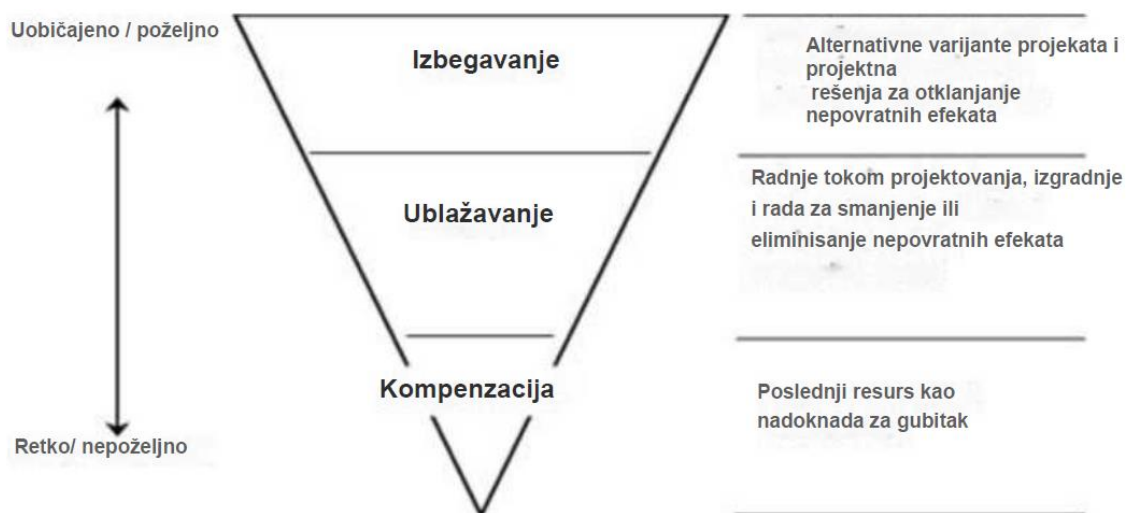 Uobičajeno / poželjno
Izbegavanje
Alternativne varijante projekata i
projektna
rešenja za otklanjanje
nepovratnih efekata
Ublažavanje
Radnje tokom projektovanja, izgradnje
i rada za smanjenje ili
eliminisanje nepovratnih efekata
Kompenzacija
Poslednji resurs kao
nadoknada za gubitak
Retko/ nepoželjno